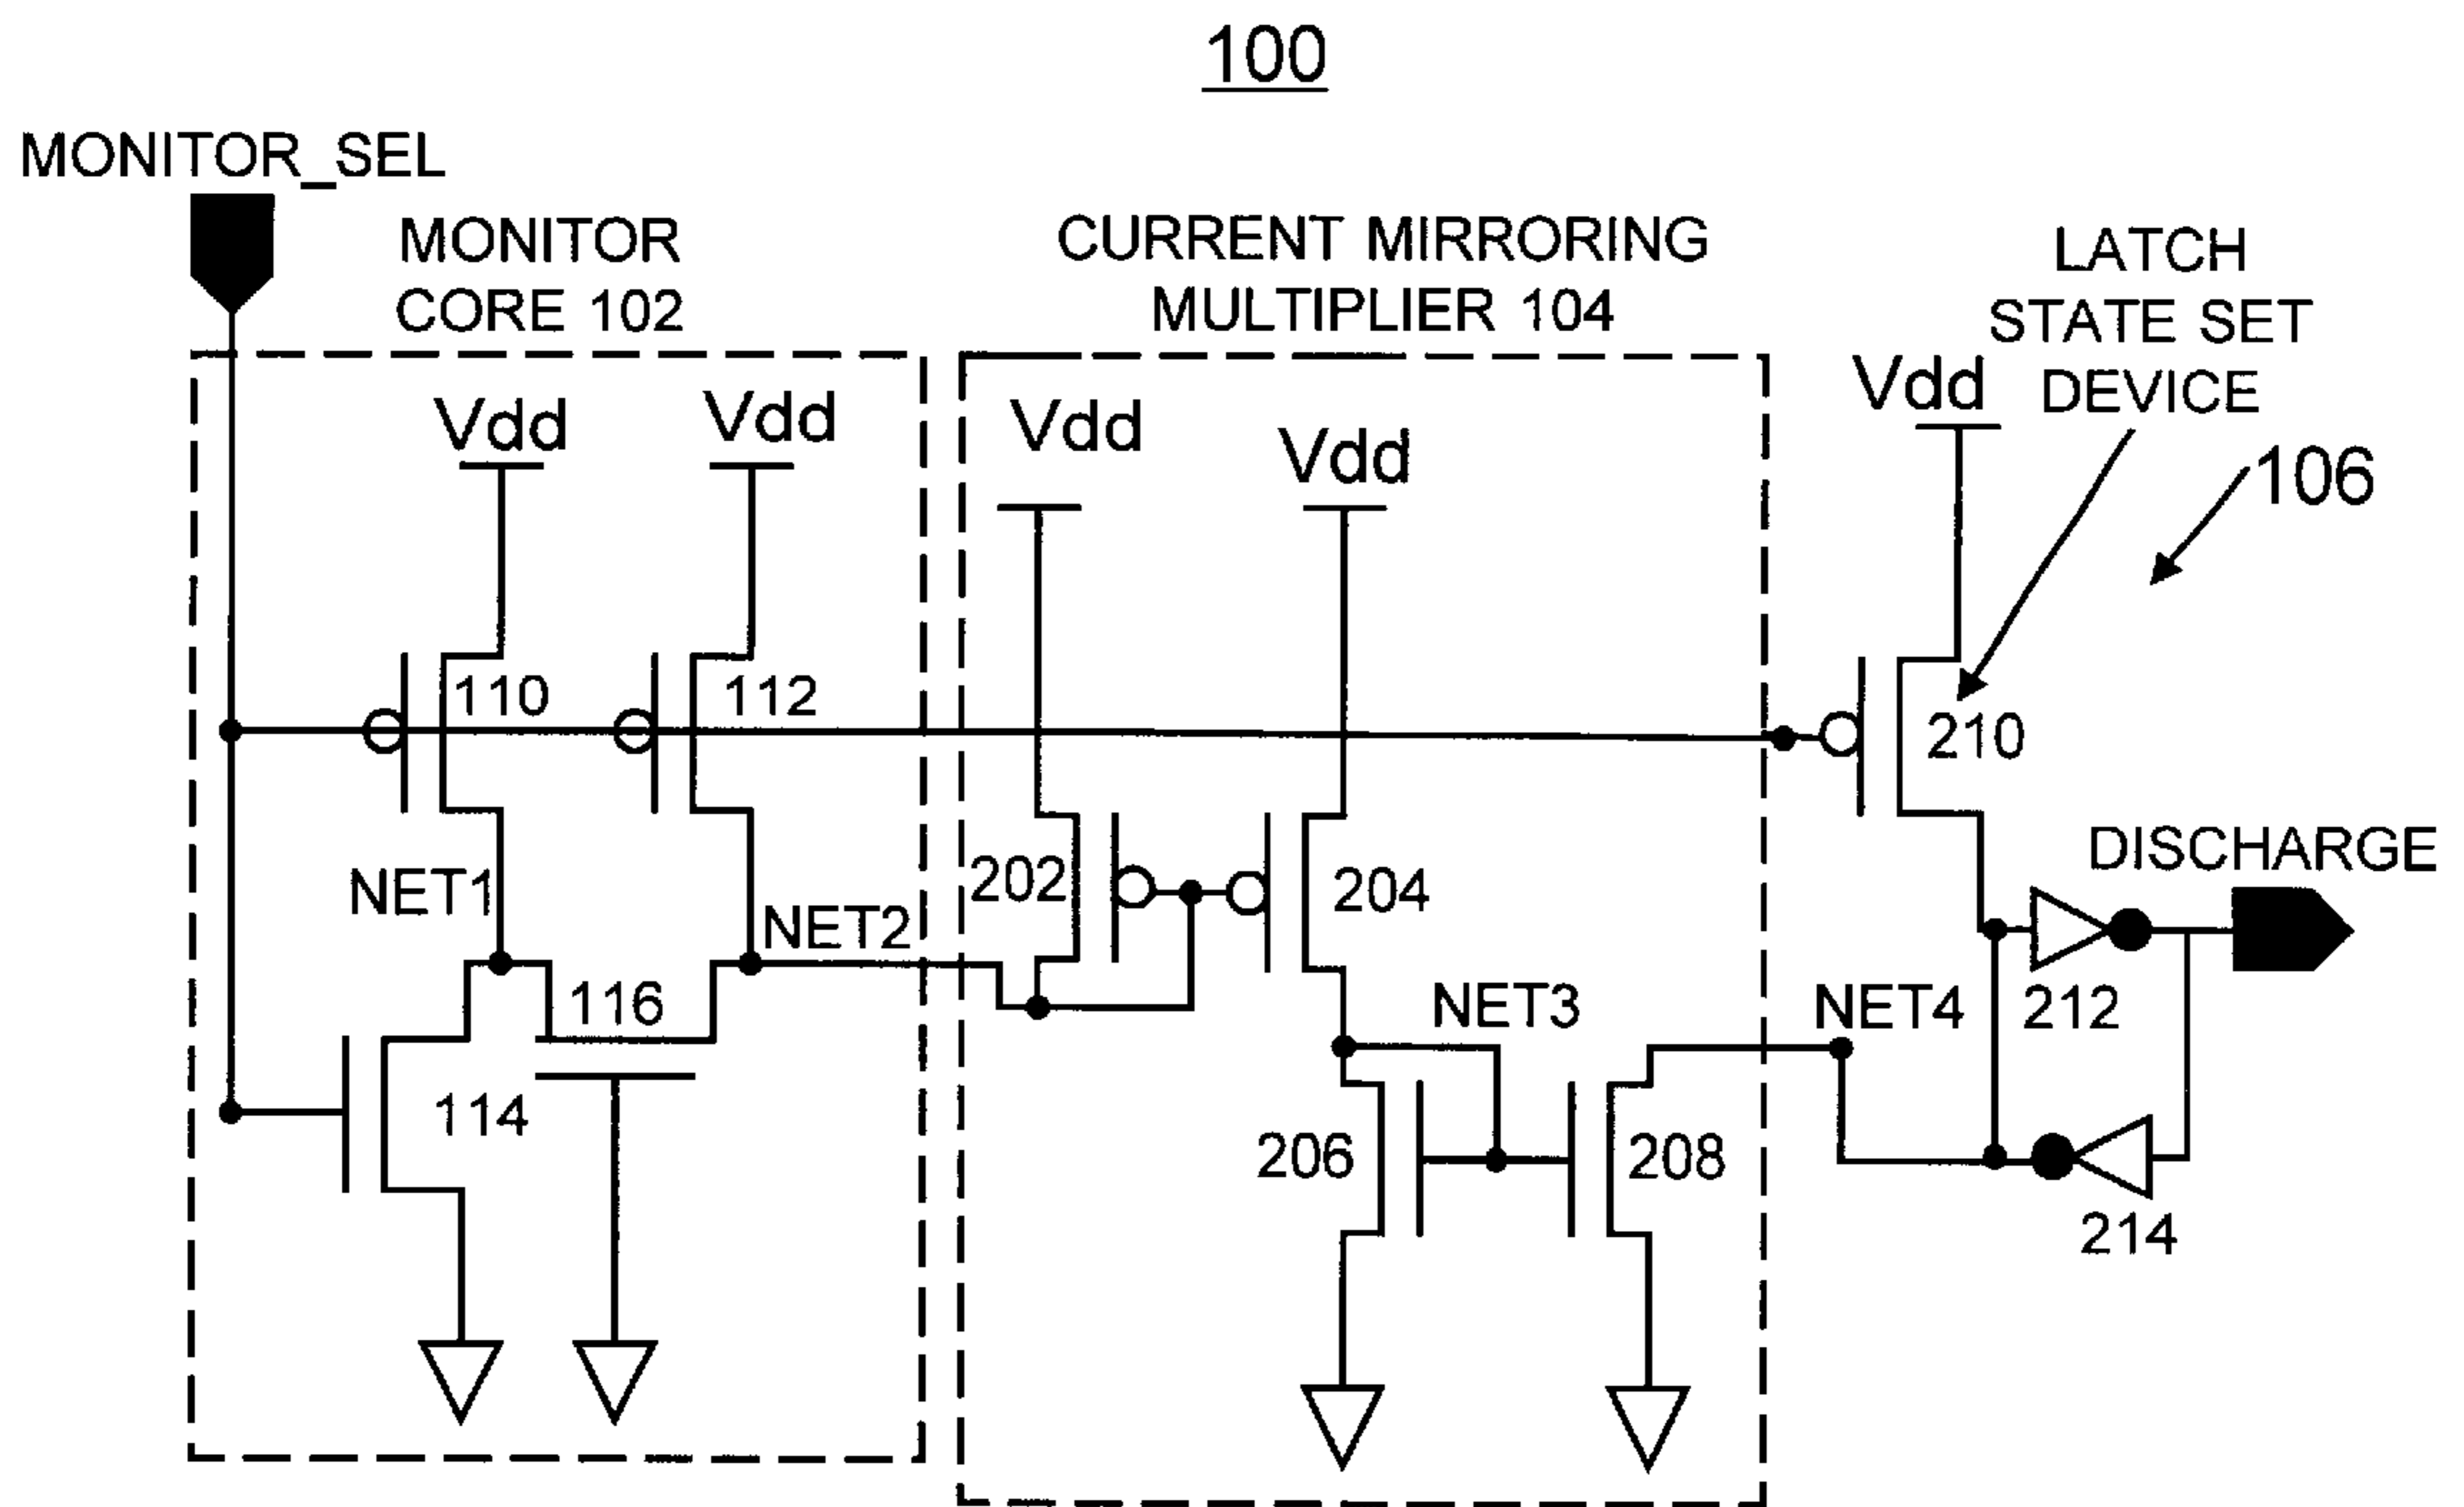 100
MONITOR_SEL
MONITOR
CORE 102
CURRENT MIRRORING
MULTIPLIER 104
LATCH
STATE SET
DEVICE
Vdd
Vdd
Vdd
Vdd
Vdd
106
110
112
210
202
204
DISCHARGE
NET1
NET2
116
NET3
NET4
212
114
206
208
214